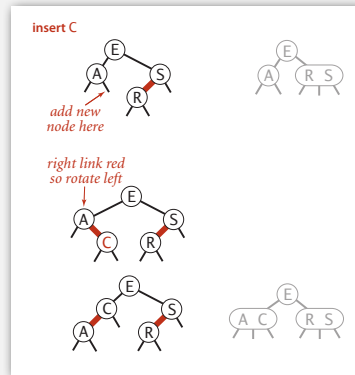 insert C
E
A S
R
add new
node here
E
A R S
right link red
so rotate left
E
A S
C R
E
C S
A R
E
A C R S